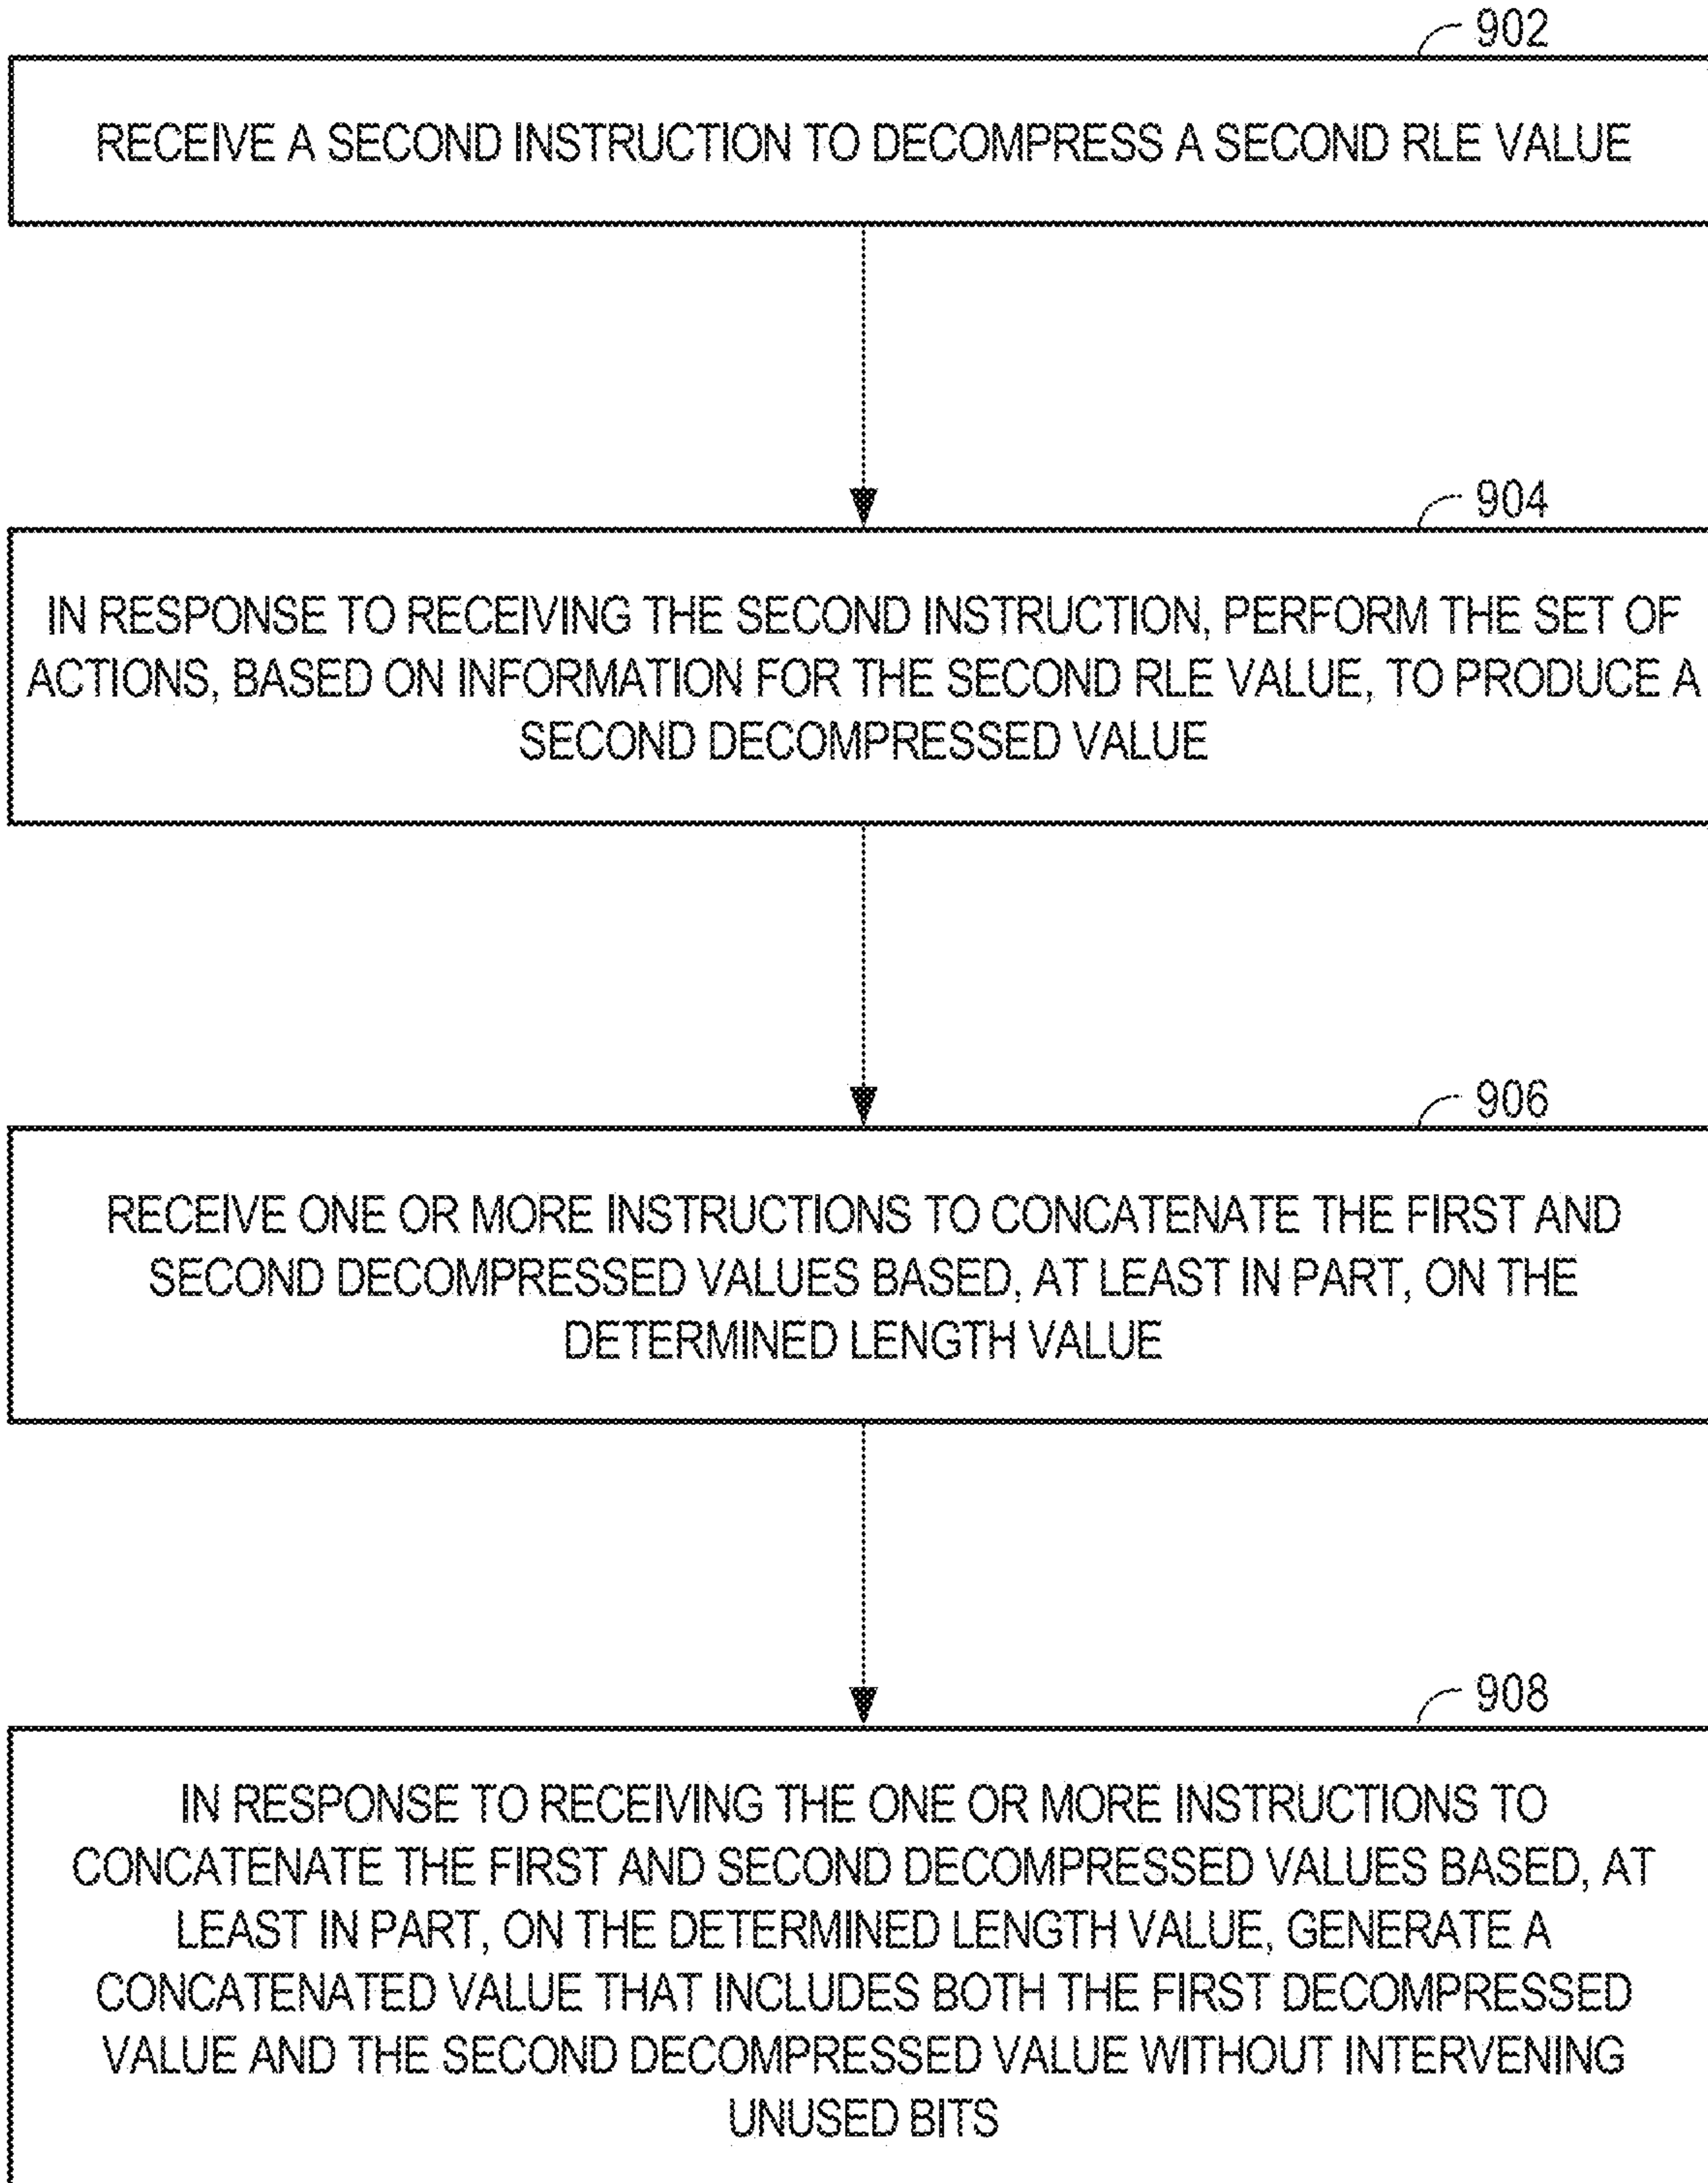 902
RECEIVE A SECOND INSTRUCTION TO DECOMPRESS A SECOND RLE VALUE
904
IN RESPONSE TO RECEIVING THE SECOND INSTRUCTION, PERFORM THE SET OF
ACTIONS, BASED ON INFORMATION FOR THE SECOND RLE VALUE, TO PRODUCE A
SECOND DECOMPRESSED VALUE
906
RECEIVE ONE OR MORE INSTRUCTIONS TO CONCATENATE THE FIRST AND
SECOND DECOMPRESSED VALUES BASED, AT LEAST IN PART, ON THE
DETERMINED LENGTH VALUE
908
IN RESPONSE TO RECEIVING THE ONE OR MORE INSTRUCTIONS TO
CONCATENATE THE FIRST AND SECOND DECOMPRESSED VALUES BASED, AT
LEAST IN PART, ON THE DETERMINED LENGTH VALUE, GENERATE A
CONCATENATED VALUE THAT INCLUDES BOTH THE FIRST DECOMPRESSED
VALUE AND THE SECOND DECOMPRESSED VALUE WITHOUT INTERVENING
UNUSED BITS